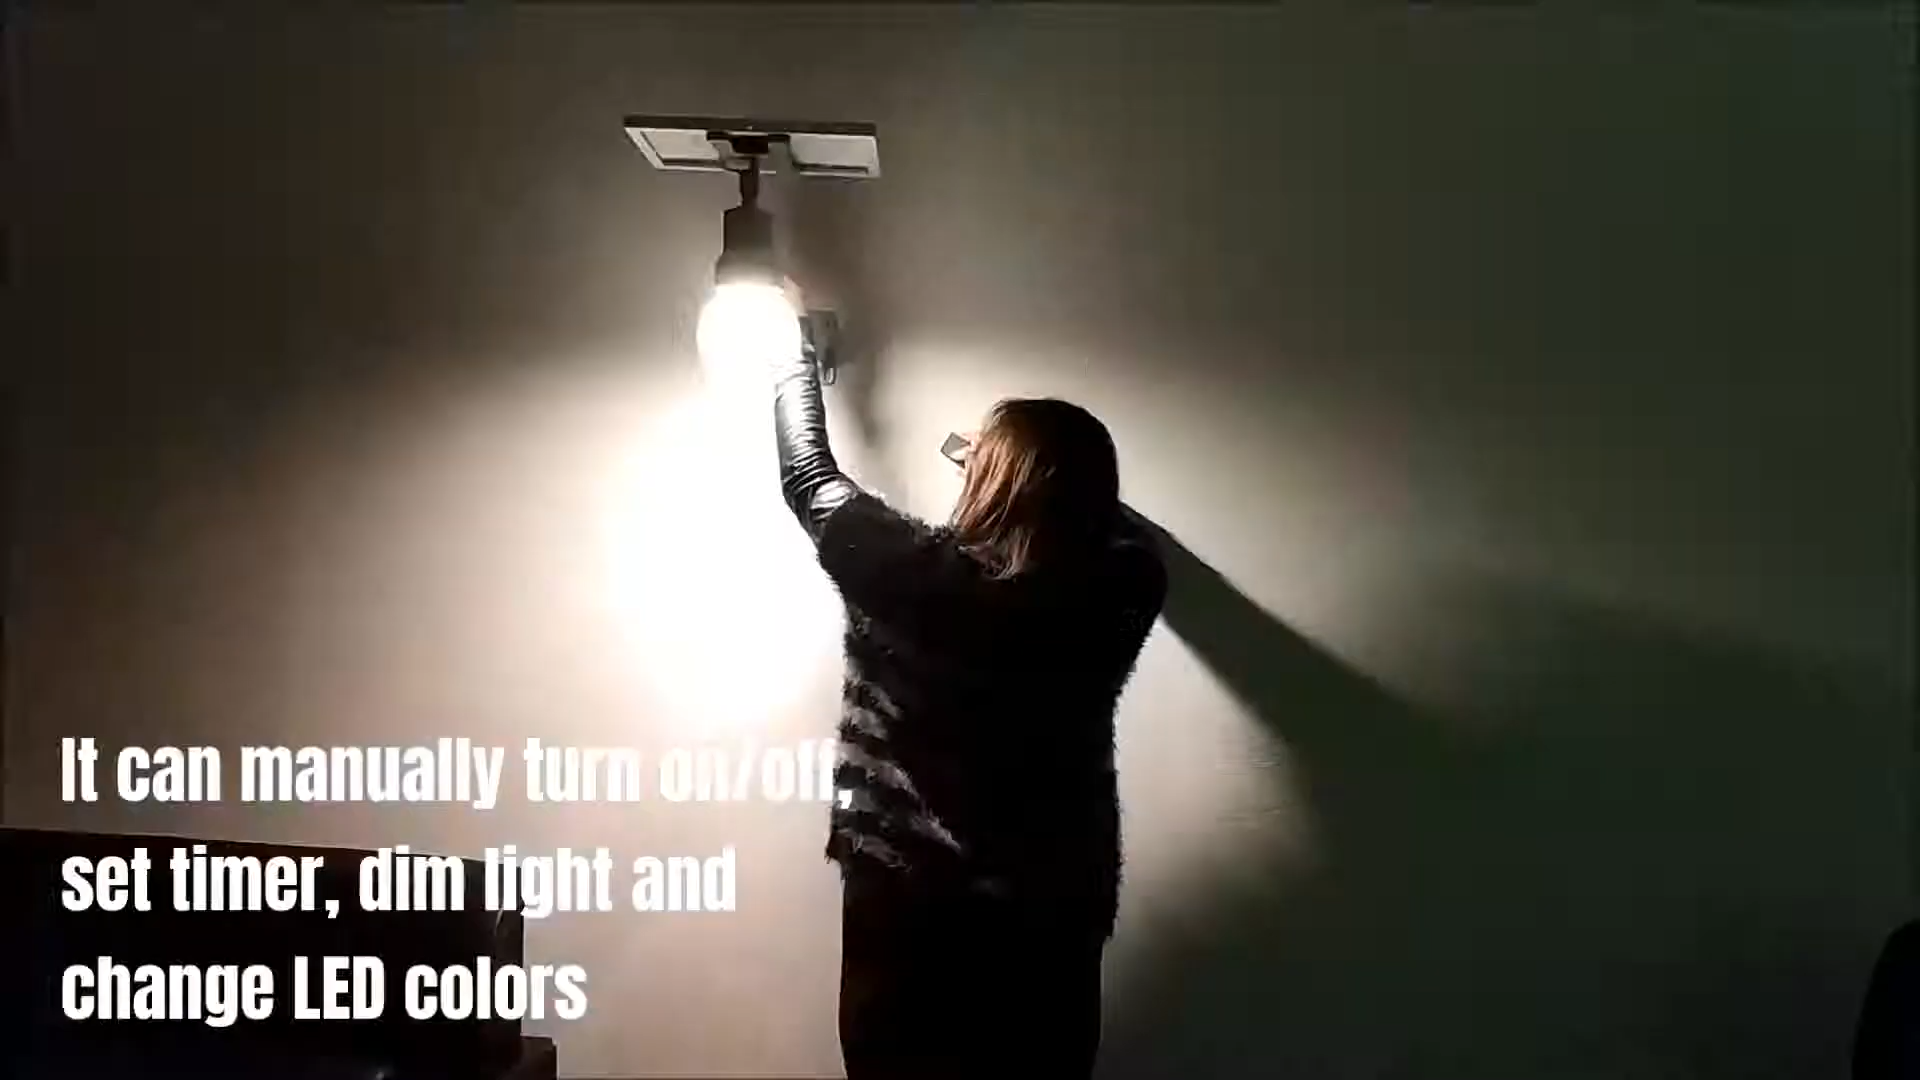 It can manually turn on/off,
set timer, dim light and
change LED colors